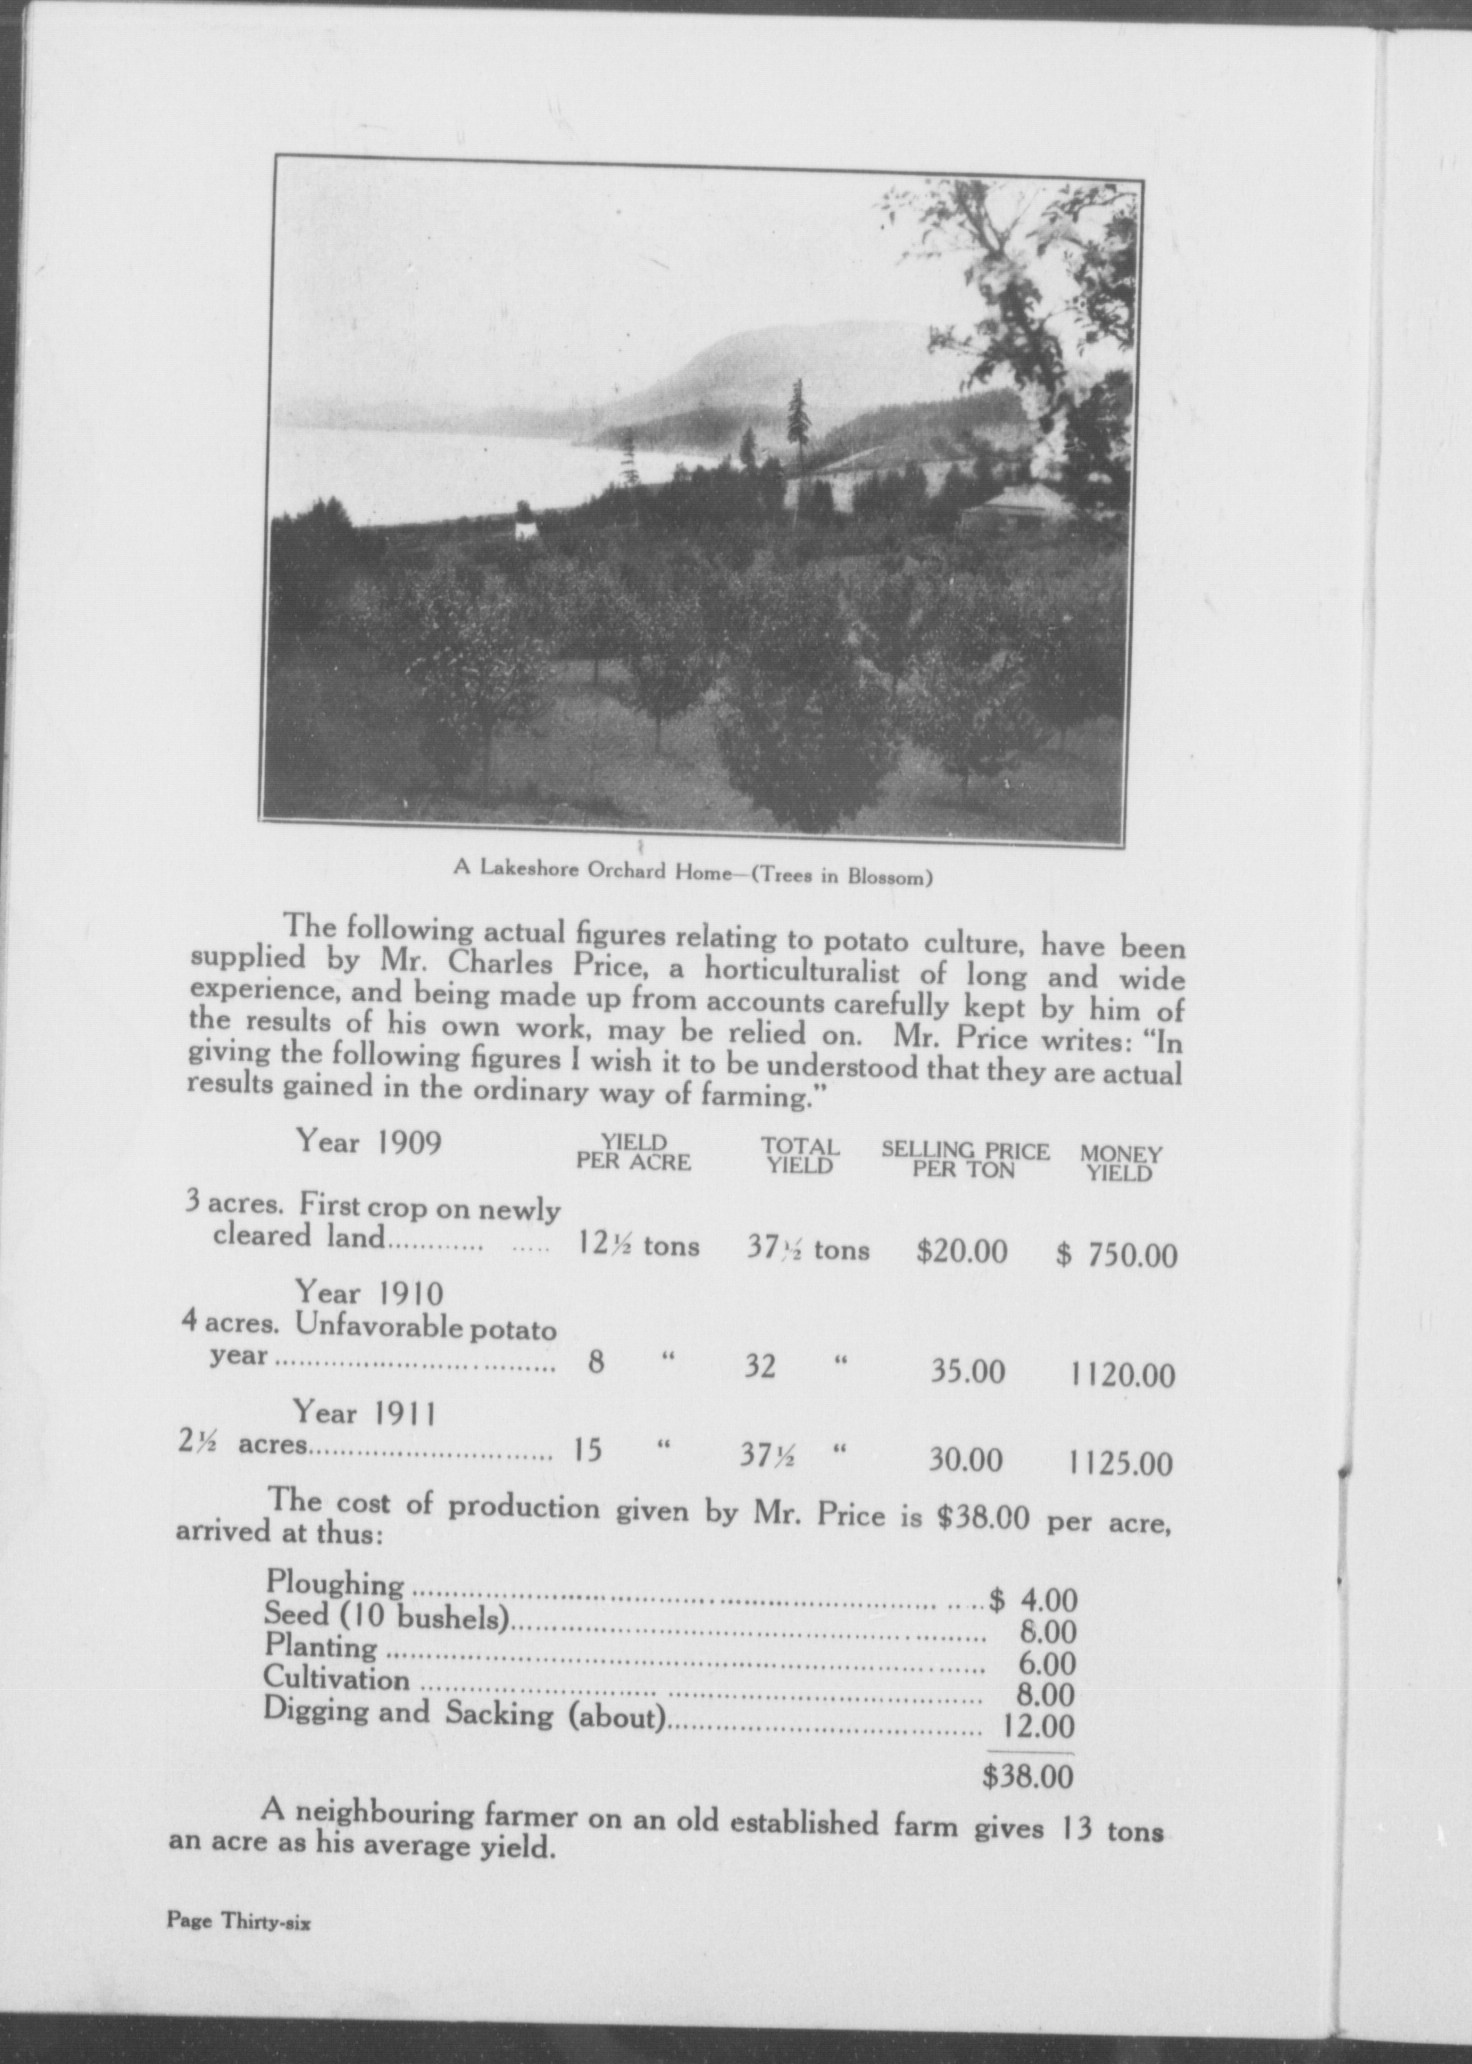 A Lakeshore Orchard Home—(Trees in Blossom)
The following actual figures relating to potato culture, have been
supplied by Mr. Charles Price, a horticulturalist of long and wide
experience, and being made up from accounts carefully kept by him of
the results of his own work, may be relied on. Mr. Price writes: “In
giving the following figures I wish it to be understood that they are actual
results gained in the ordinary way of farming.”
Year 1909 YIELD PER ACRE TOTAL YIELD SELLING PRICE PER TON MONEY YIELD
3 acres. First crop on newly
cleared land............ ..... 12½ tons 37½ tons $20.00 $ 750.00
Year 1910
4 acres. Unfavorable potato
year................................... 8 “ 32 “ 35.00 1120.00
Year 1911
2½ acres.............................. 15 “ 37½ “ 30.00 1125.00
The cost of production given by Mr. Price is $38.00 per acre,
arrived at thus:
Ploughing ........................................ $ 4.00
Seed (10 bushels)........................................ 8.00
Planting ........................................ 6.00
Cultivation ........................................ 8.00
Digging and Sacking (about)........................................ 12.00
$38.00
A neighbouring farmer on an old established farm gives 13 tons
an acre as his average yield.
Page Thirty-six